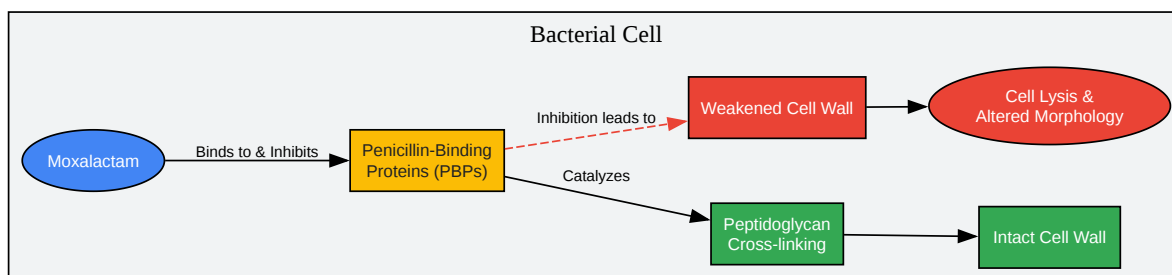 Bacterial Cell
Moxalactam
Binds to & Inhibits
Penicillin-Binding
Proteins (PBPs)
Inhibition leads to
Weakened Cell Wall
Cell Lysis &
Altered Morphology
Catalyzes
Peptidoglycan
Cross-linking
Intact Cell Wall